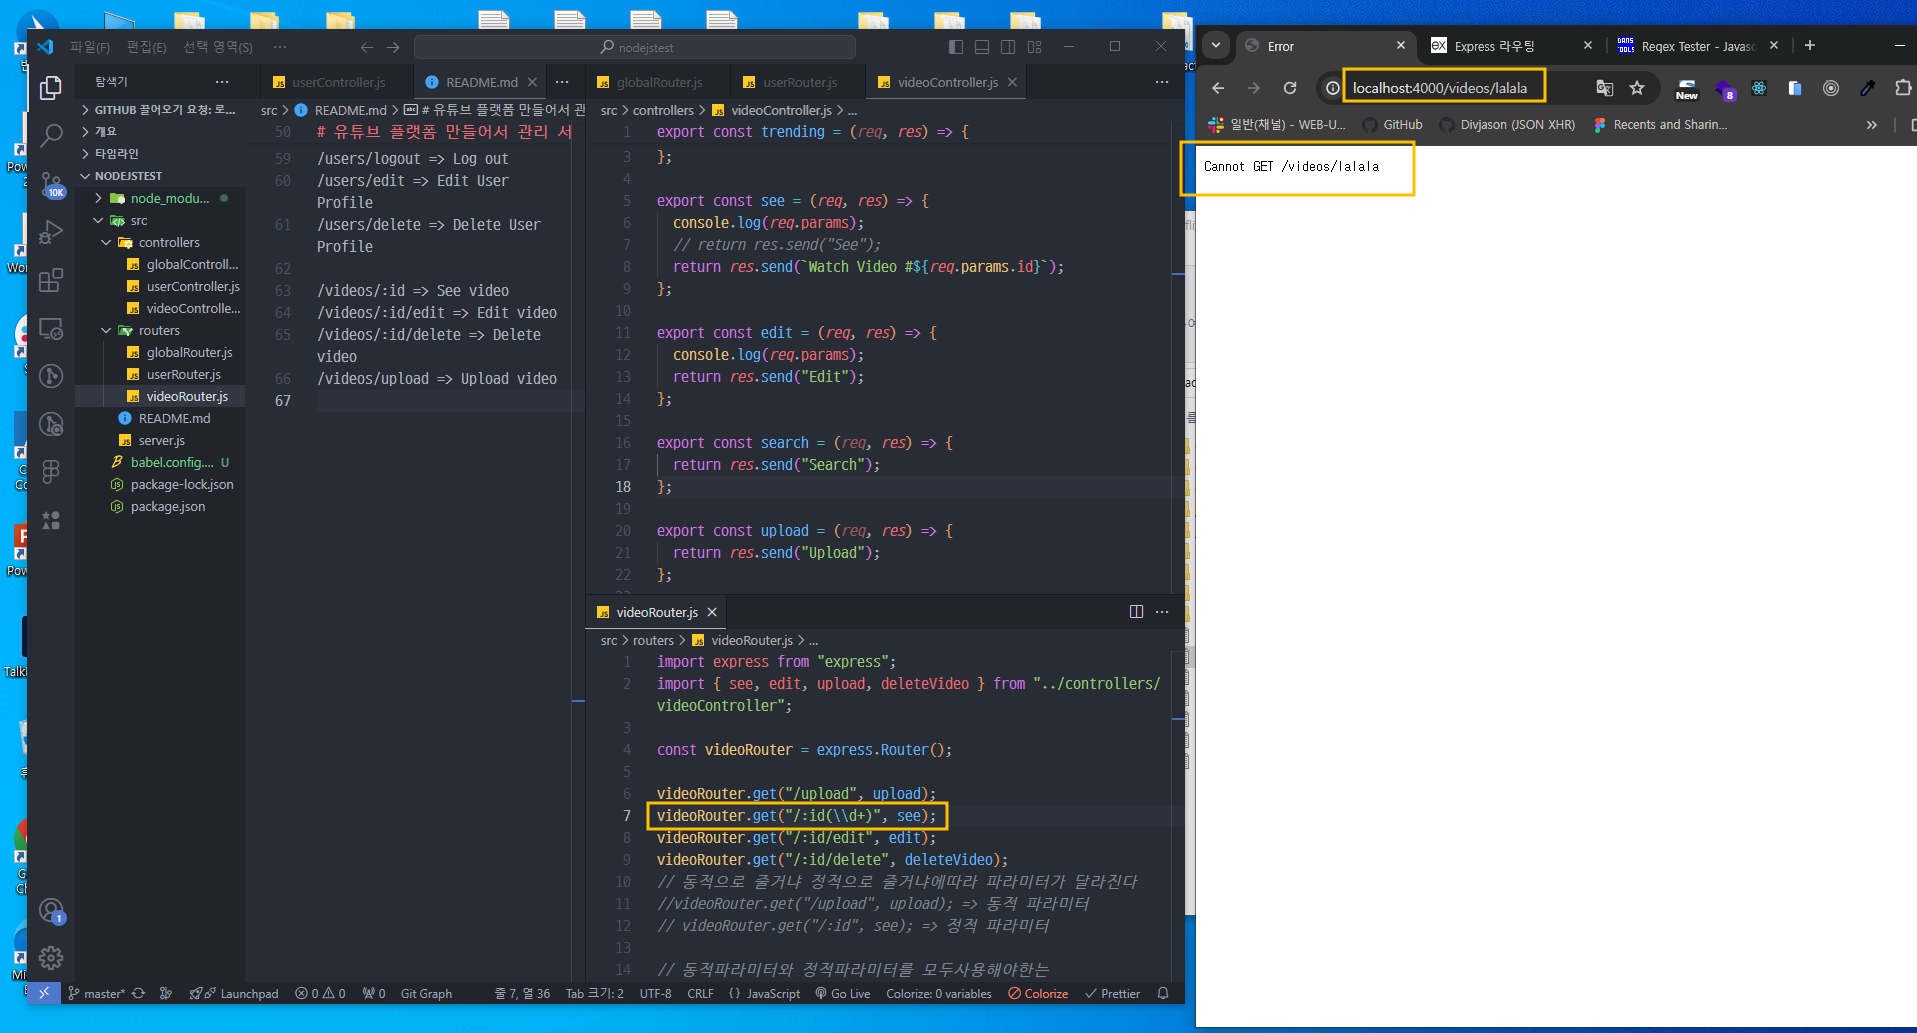 파일(F) 편집(E) 선택 영역(S) ··· nodejstest
탐색기 ···
GITHUB 끌어오기 요청: 로...
개요
타임라인
NODEJSTEST
node_modu...
src
controllers
globalControll...
userController.js
videoControlle...
routers
globalRouter.js
userRouter.js
videoRouter.js
README.md
server.js
babel.config.... U
package-lock.json
package.json
10K
1
userController.js README.md ···
src > README.md > # 유튜브 플랫폼 만들어서 관
50 # 유튜브 플랫폼 만들어서 관리 서
59 /users/logout => Log out
60 /users/edit => Edit User
Profile
61 /users/delete => Delete User
Profile
62
63 /videos/:id => See video
64 /videos/:id/edit => Edit video
65 /videos/:id/delete => Delete
video
66 /videos/upload => Upload video
67
globalRouter.js userRouter.js videoController.js ···
src > controllers > videoController.js > ...
1 export const trending = (req, res) => {
3 };
4
5 export const see = (req, res) => {
6 console.log(req.params);
7 // return res.send("See");
8 return res.send(`Watch Video #${req.params.id}`);
9 };
10
11 export const edit = (req, res) => {
12 console.log(req.params);
13 return res.send("Edit");
14 };
15
16 export const search = (req, res) => {
17 return res.send("Search");
18 };
19
20 export const upload = (req, res) => {
21 return res.send("Upload");
22 };
videoRouter.js ···
src > routers > videoRouter.js > ...
1 import express from "express";
2 import { see, edit, upload, deleteVideo } from "../controllers/
videoController";
3
4 const videoRouter = express.Router();
5
6 videoRouter.get("/upload", upload);
7 videoRouter.get("/:id(\\d+)", see);
8 videoRouter.get("/:id/edit", edit);
9 videoRouter.get("/:id/delete", deleteVideo);
10 // 동적으로 줄거냐 정적으로 줄거냐에따라 파라미터가 달라진다
11 //videoRouter.get("/upload", upload); => 동적 파라미터
12 // videoRouter.get("/:id", see); => 정적 파라미터
13
14 // 동적파라미터와 정적파라미터를 모두사용해야한는
master* Launchpad 0 0 0 Git Graph 줄 7, 열 36 Tab 크기: 2 UTF-8 CRLF {} JavaScript Go Live Colorize: 0 variables Colorize Prettier
Error Express 라우팅 Regex Tester - Javasc
localhost:4000/videos/lalala New 8
일반(채널) - WEB-U... GitHub Divjason (JSON XHR) Recents and Sharin...
Cannot GET /videos/lalala